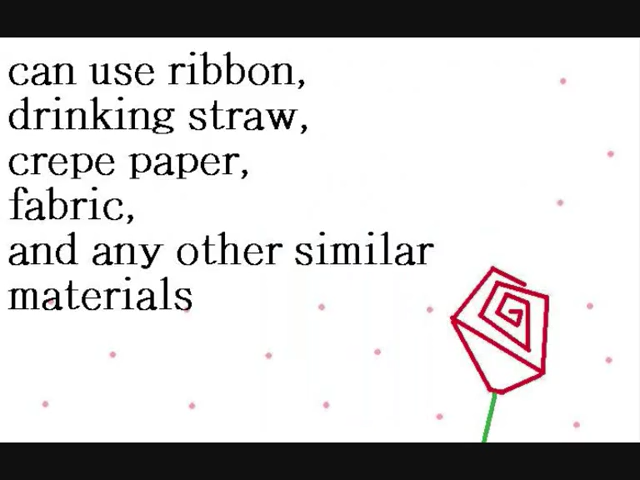 can use ribbon,
drinking straw,
crepe paper,
fabric,
and any other similar
materials